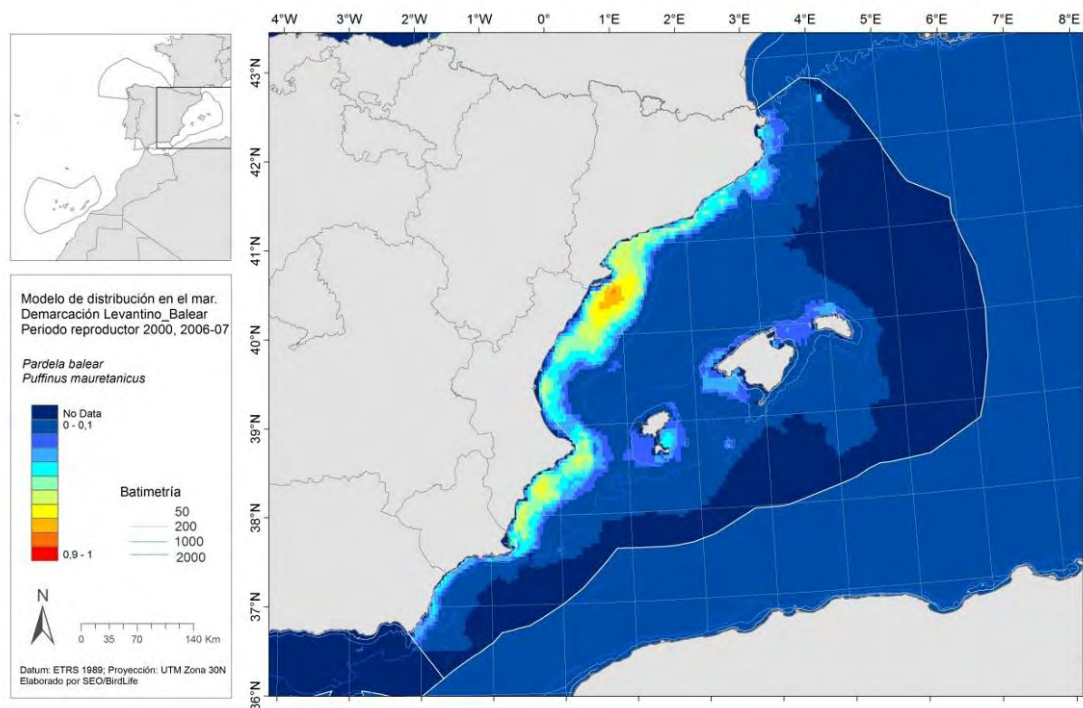 4°W 3°W 2°W 1°W 0° 1°E 2°E 3°E 4°E 5°E 6°E 7°E 8°E
43°N
42°N
41°N
40°N
39°N
38°N
37°N
36°N
Modelo de distribución en el mar.
Demarcación Levantino_Balear
Periodo reproductor 2000, 2006-07
Pardela balear
Puffinus mauretanicus
No Data
0 - 0,1
0,9 - 1
Batimetría
50
200
1000
2000
N
0 35 70 140 Km
Datum: ETRS 1989; Proyección: UTM Zona 30N
Elaborado por SEO/BirdLife